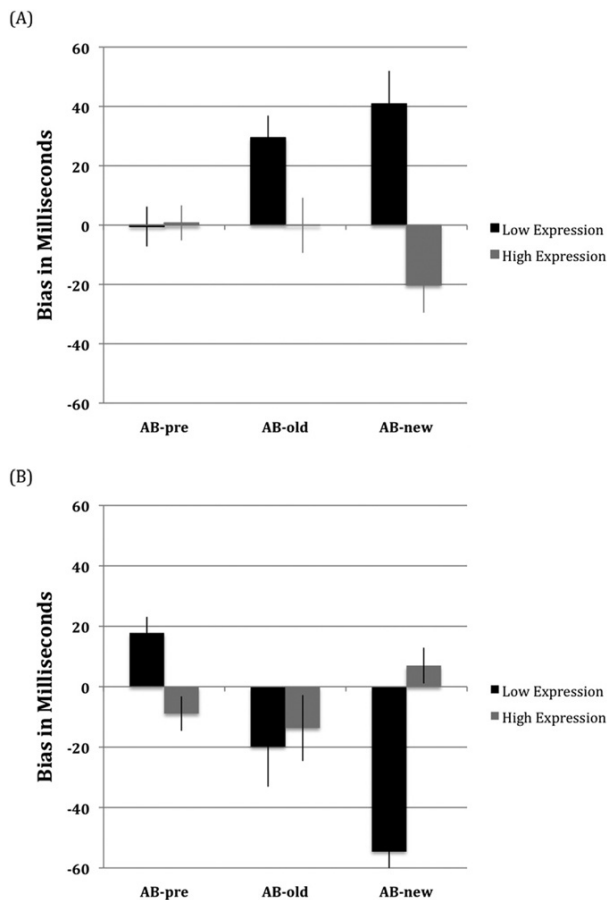 (A)
60
40
20
0
-20
-40
-60
Bias in Milliseconds
AB-pre AB-old AB-new
Low Expression
High Expression
(B)
60
40
20
0
-20
-40
-60
Bias in Milliseconds
AB-pre AB-old AB-new
Low Expression
High Expression